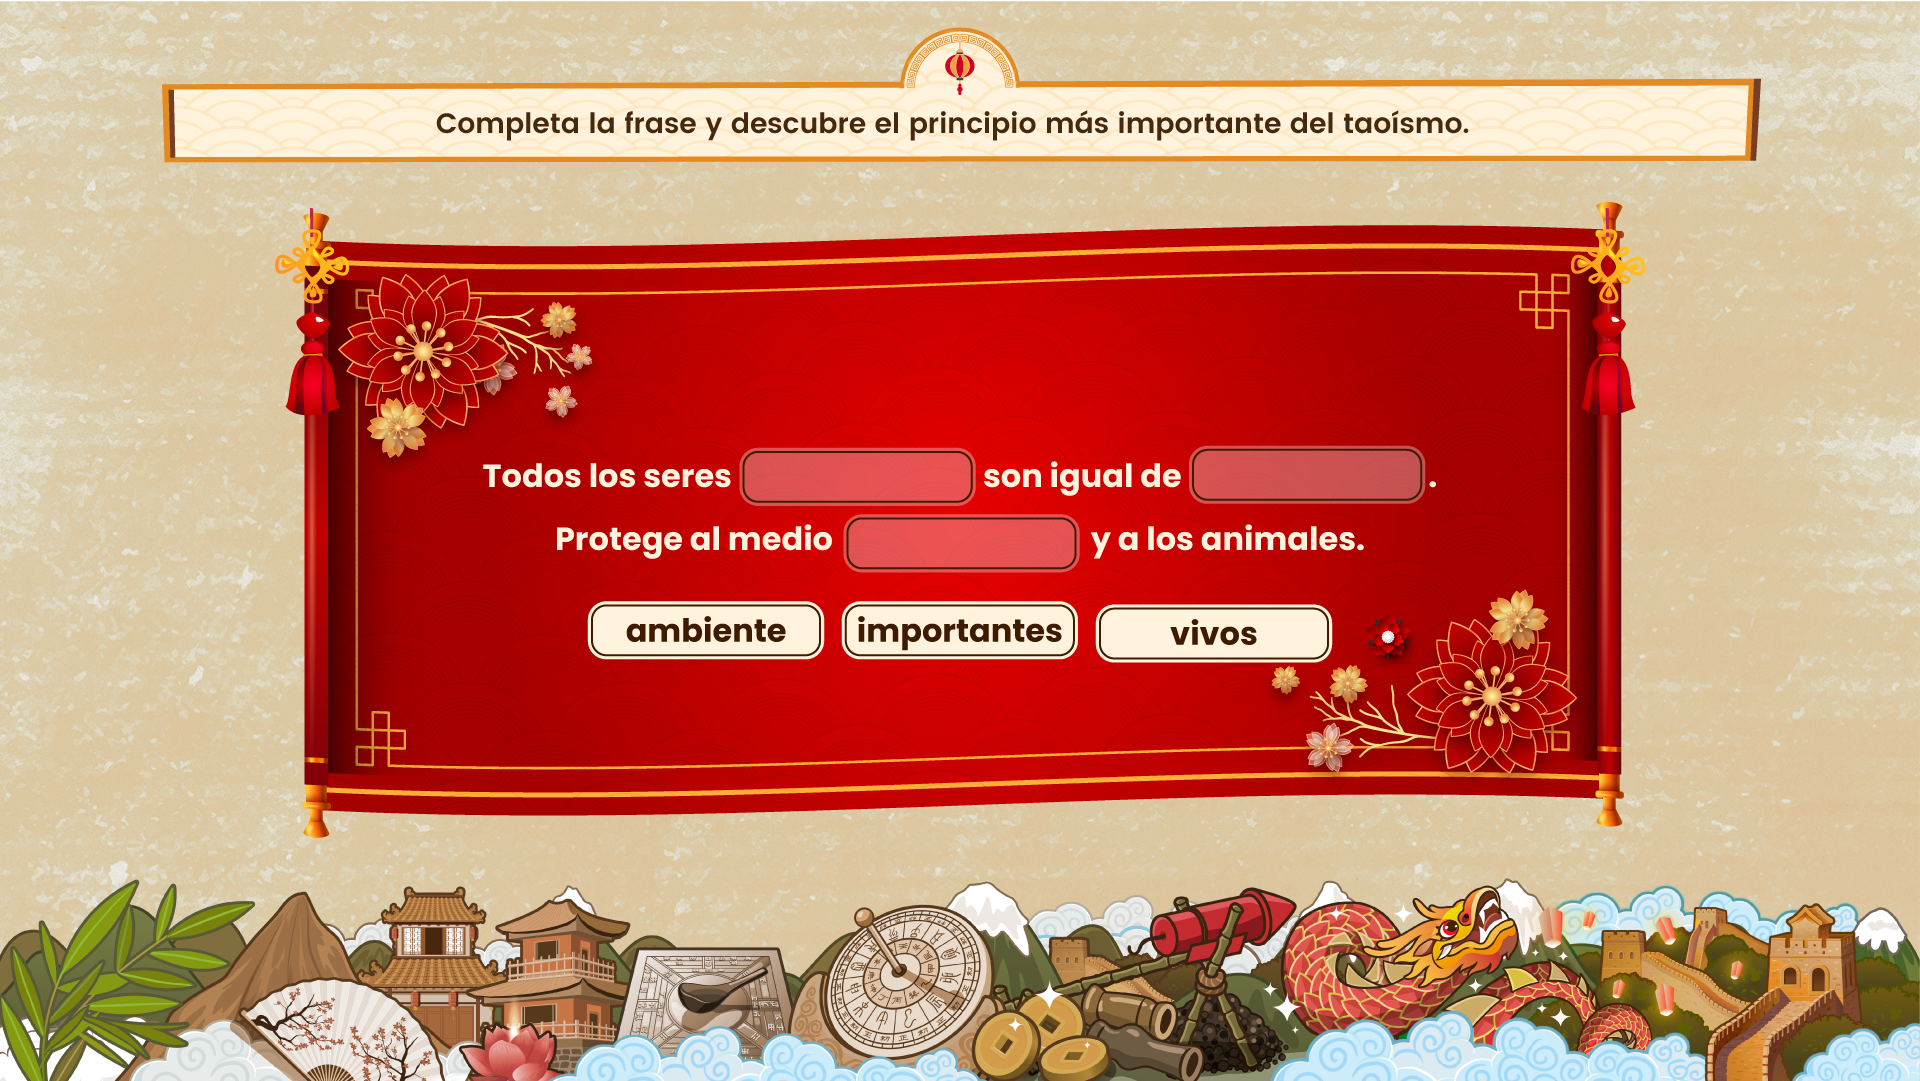 Completa la frase y descubre el principio más importante del taoísmo.
Todos los seres son igual de .
Protege al medio y a los animales.
ambiente importantes vivos